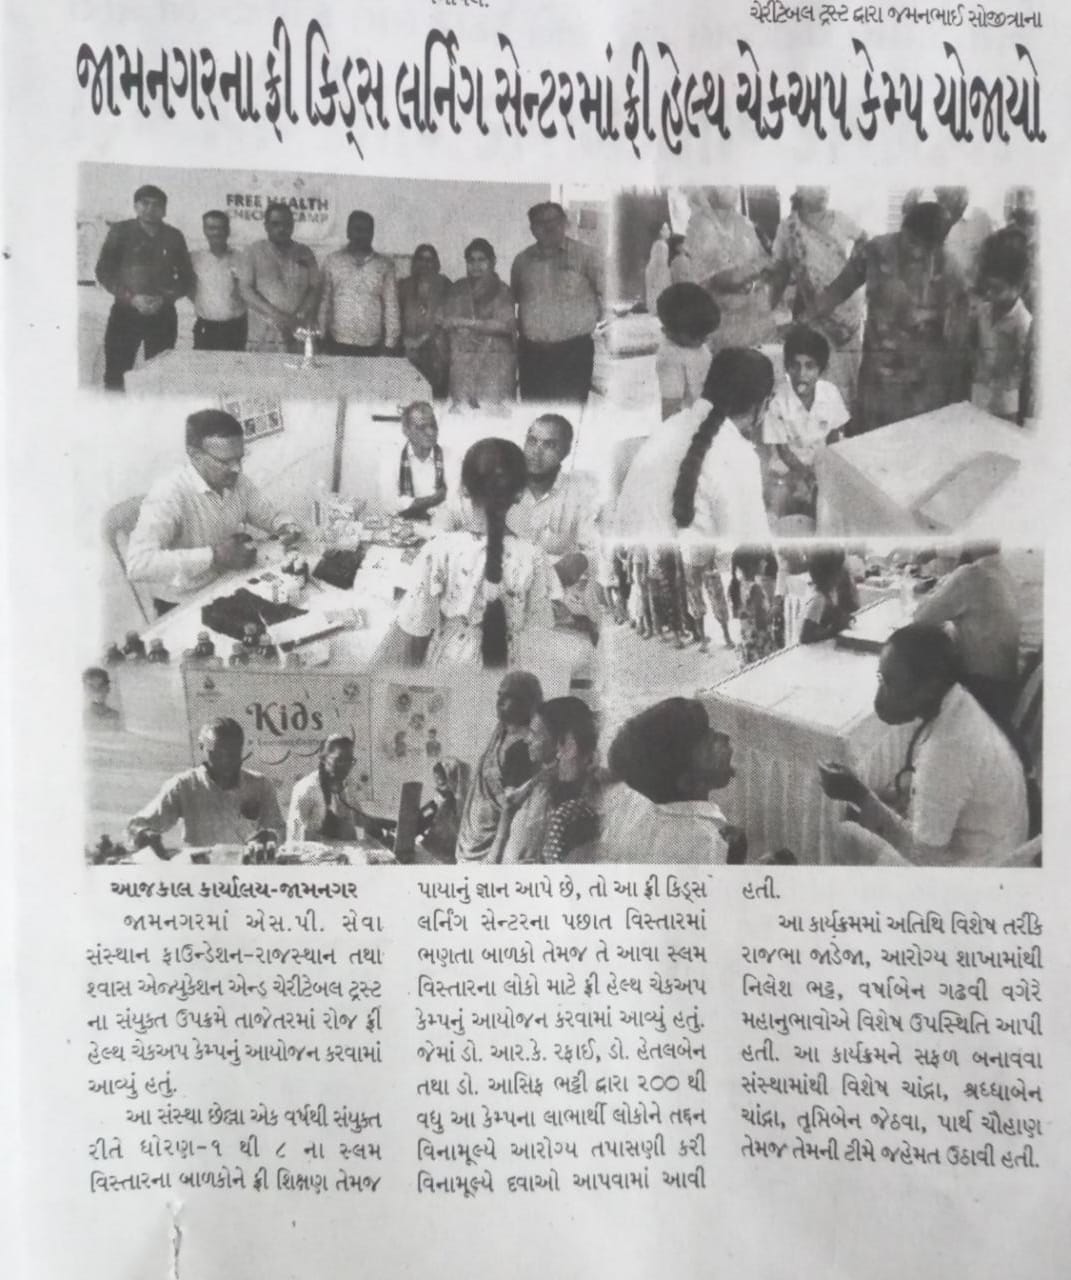 ચેરીટેબલ ટ્રસ્ટ દ્વારા જમનભાઈ સોજીત્રાના
જામનગરના ફ્રી કિડ્સ લર્નિંગ સેન્ટરમાં ફ્રી હેલ્થ ચેકઅપ કેમ્પ યોજાયો
FREE HEALTH
CHECK CAMP
Kids
આજકાલ કાર્યાલય-જામનગર
જામનગરમાં એસ.પી. સેવા
સંસ્થાન ફાઉન્ડેશન-રાજસ્થાન તથા
શ્વાસ એજ્યુકેશન એન્ડ ચેરીટેબલ ટ્રસ્ટ
ના સંયુક્ત ઉપક્રમે તાજેતરમાં રોજ ફ્રી
હેલ્થ ચેકઅપ કેમ્પનું આયોજન કરવામાં
આવ્યું હતું.
આ સંસ્થા છેલ્લા એક વર્ષથી સંયુક્ત
રીતે ધોરણ-૧ થી ૮ ના સ્લમ
વિસ્તારના બાળકોને ફ્રી શિક્ષણ તેમજ
પાયાનું જ્ઞાન આપે છે, તો આ ફ્રી કિડ્સ
લર્નિંગ સેન્ટરના પછાત વિસ્તારમાં
ભણતા બાળકો તેમજ તે આવા સ્લમ
વિસ્તારના લોકો માટે ફ્રી હેલ્થ ચેકઅપ
કેમ્પનું આયોજન કરવામાં આવ્યું હતું.
જેમાં ડો. આર.કે. રફાઈ, ડો. હેતલબેન
તથા ડો. આસિફ ભટ્ટી દ્વારા ૨૦૦ થી
વધુ આ કેમ્પના લાભાર્થી લોકોને તદ્દન
વિનામૂલ્યે આરોગ્ય તપાસણી કરી
વિનામૂલ્યે દવાઓ આપવામાં આવી
હતી.
આ કાર્યક્રમમાં અતિથિ વિશેષ તરીકે
રાજભા જાડેજા, આરોગ્ય શાખામાંથી
નિલેશ ભટ્ટ, વર્ષાબેન ગઢવી વગેરે
મહાનુભાવોએ વિશેષ ઉપસ્થિતિ આપી
હતી. આ કાર્યક્રમને સફળ બનાવવા
સંસ્થામાંથી વિશેષ ચાંદ્રા, શ્રધ્ધાબેન
ચાંદ્રા, તૃપ્તિબેન જેઠવા, પાર્થ ચૌહાણ
તેમજ તેમની ટીમે જહેમત ઉઠાવી હતી.